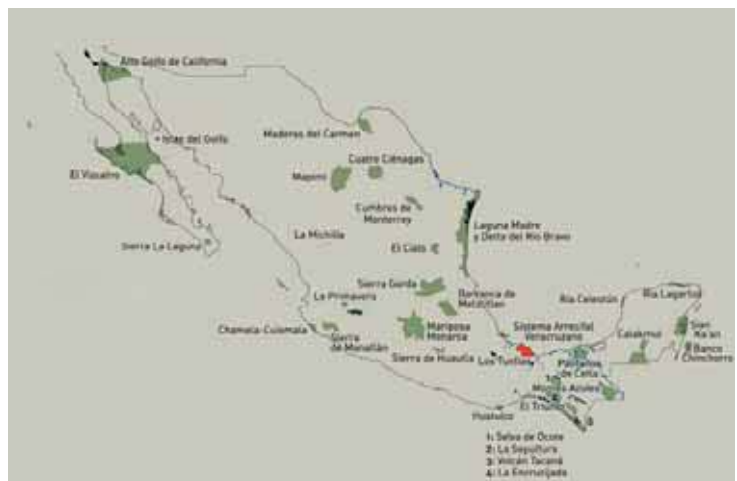 Alto Golfo de California
Islas del Golfo
Maderas del Carmen
Cuatro Ciénagas
Mapimí
El Vizcaíno
Cumbres de
Monterrey
Laguna Madre
y Delta del Río Bravo
La Michilía
Sierra La Laguna
El Cielo
Sierra Gorda
Barranca de
Metztitlán
La Primavera
Ría Celestún
Ría Lagartos
Chamela-Cuixmala
Sierra
de Manatlán
Mariposa
Monarca
Sistema Arrecifal
Veracruzano
Calakmul
Sian
Ka'an
Banco
Chinchorro
Sierra de Huautla
Los Tuxtlas
Pantanos
de Centla
Montes Azules
El Triunfo
Huatulco
1: Selva de Ocote
2: La Sepultura
3: Volcán Tacaná
4: La Encrucijada